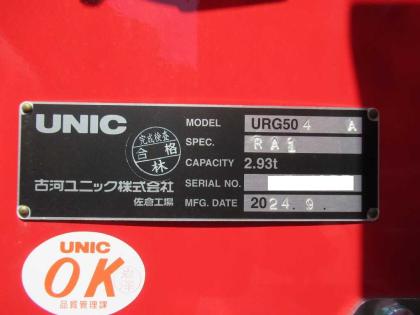 UNIC
完成検査
合格
林
古河ユニック株式会社
佐倉工場
MODEL URG50 4 A
SPEC. RA1
CAPACITY 2.93t
SERIAL NO.
MFG. DATE 2024.9.
UNIC
OK
品質管理課